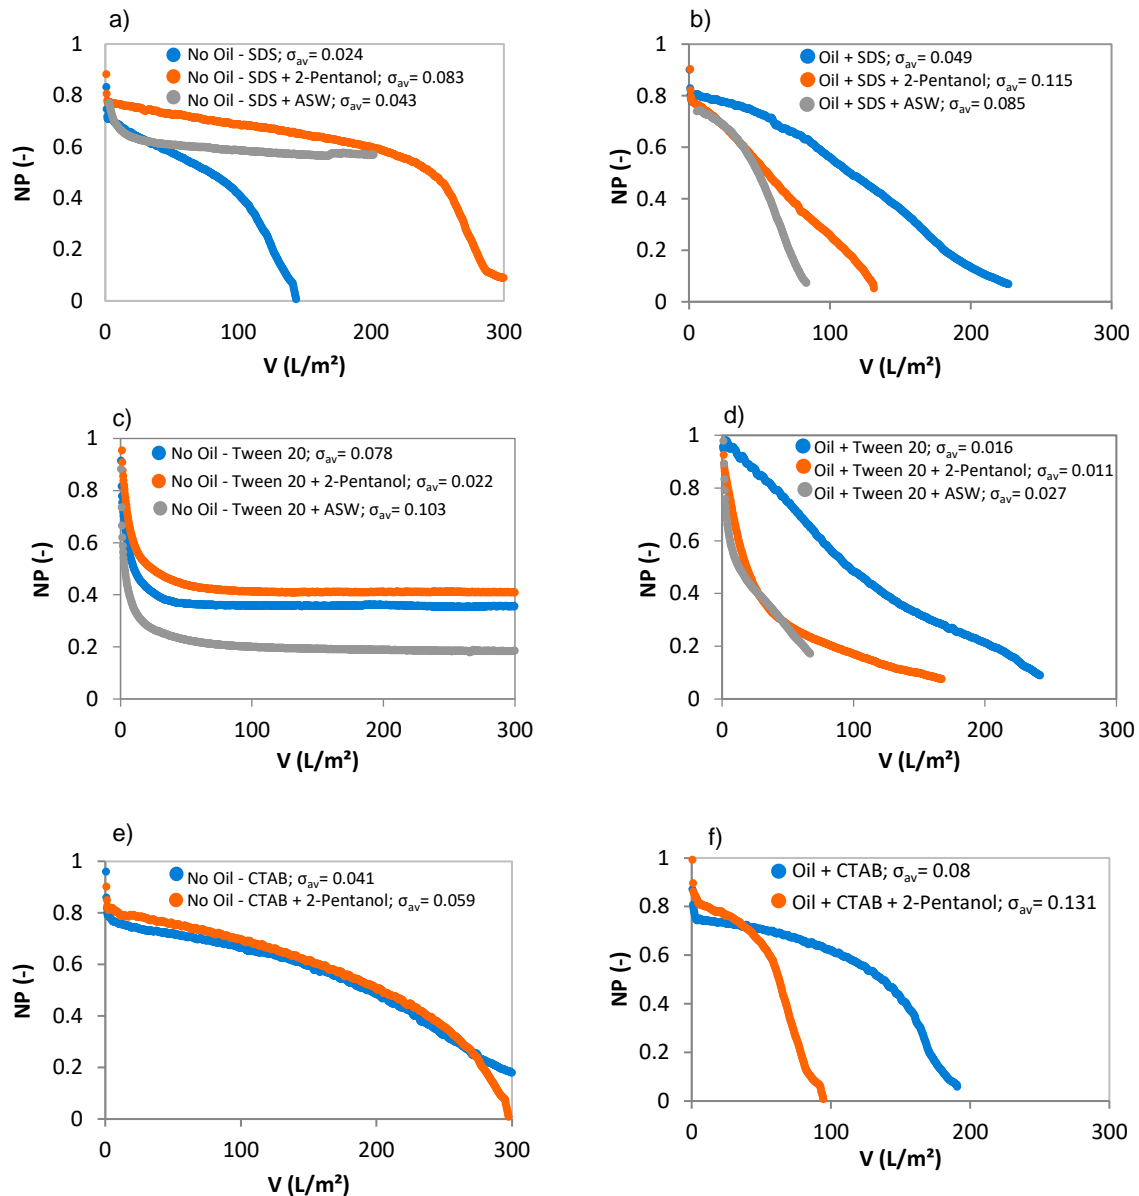 a)
No Oil - SDS; σav= 0.024
No Oil - SDS + 2-Pentanol; σav= 0.083
No Oil - SDS + ASW; σav= 0.043
1
0.8
0.6
0.4
0.2
0
NP (-)
0 100 200 300
V (L/m²)
b)
Oil + SDS; σav= 0.049
Oil + SDS + 2-Pentanol; σav= 0.115
Oil + SDS + ASW; σav= 0.085
1
0.8
0.6
0.4
0.2
0
NP (-)
0 100 200 300
V (L/m²)
c)
No Oil - Tween 20; σav= 0.078
No Oil - Tween 20 + 2-Pentanol; σav= 0.022
No Oil - Tween 20 + ASW; σav= 0.103
1
0.8
0.6
0.4
0.2
0
NP (-)
0 100 200 300
V (L/m²)
d)
Oil + Tween 20; σav= 0.016
Oil + Tween 20 + 2-Pentanol; σav= 0.011
Oil + Tween 20 + ASW; σav= 0.027
1
0.8
0.6
0.4
0.2
0
NP (-)
0 100 200 300
V (L/m²)
e)
No Oil - CTAB; σav= 0.041
No Oil - CTAB + 2-Pentanol; σav= 0.059
1
0.8
0.6
0.4
0.2
0
NP (-)
0 100 200 300
V (L/m²)
f)
Oil + CTAB; σav= 0.08
Oil + CTAB + 2-Pentanol; σav= 0.131
1
0.8
0.6
0.4
0.2
0
NP (-)
0 100 200 300
V (L/m²)